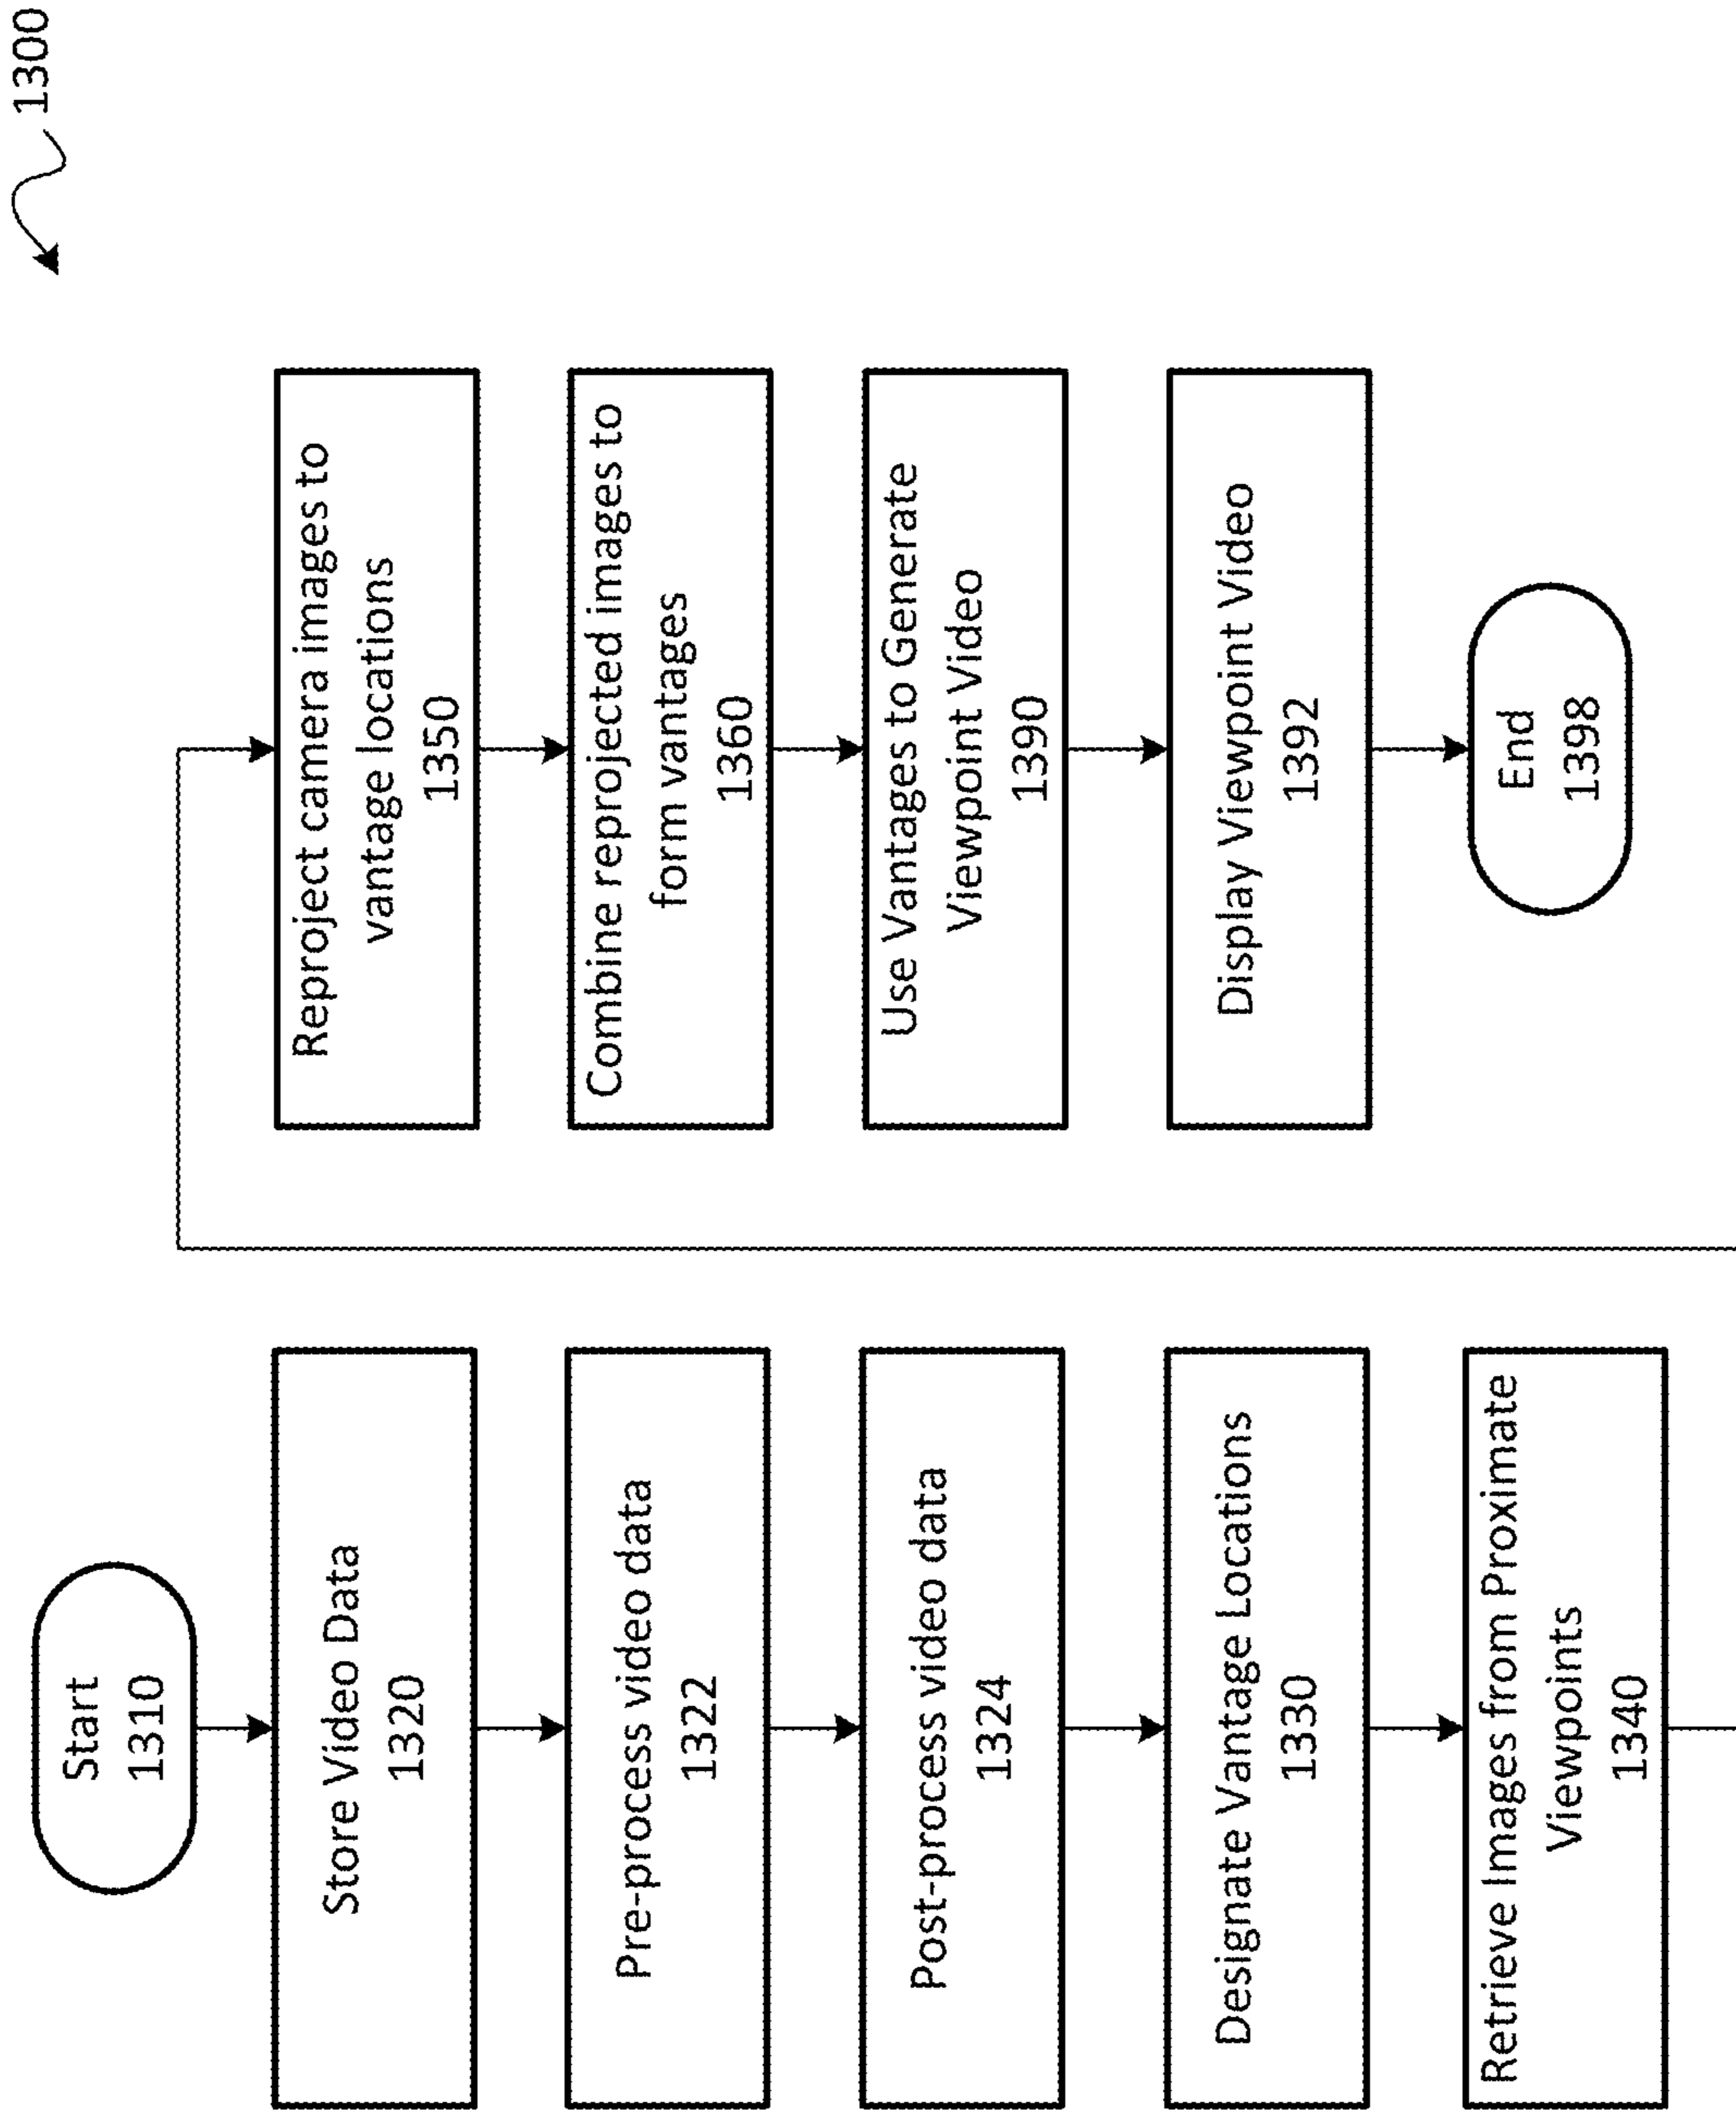 1300
Start
1310
Store Video Data
1320
Pre-process video data
1322
Post-process video data
1324
Designate Vantage Locations
1330
Retrieve Images from Proximate
Viewpoints
1340
Reproject camera images to
vantage locations
1350
Combine reprojected images to
form vantages
1360
Use Vantages to Generate
Viewpoint Video
1390
Display Viewpoint Video
1392
End
1398